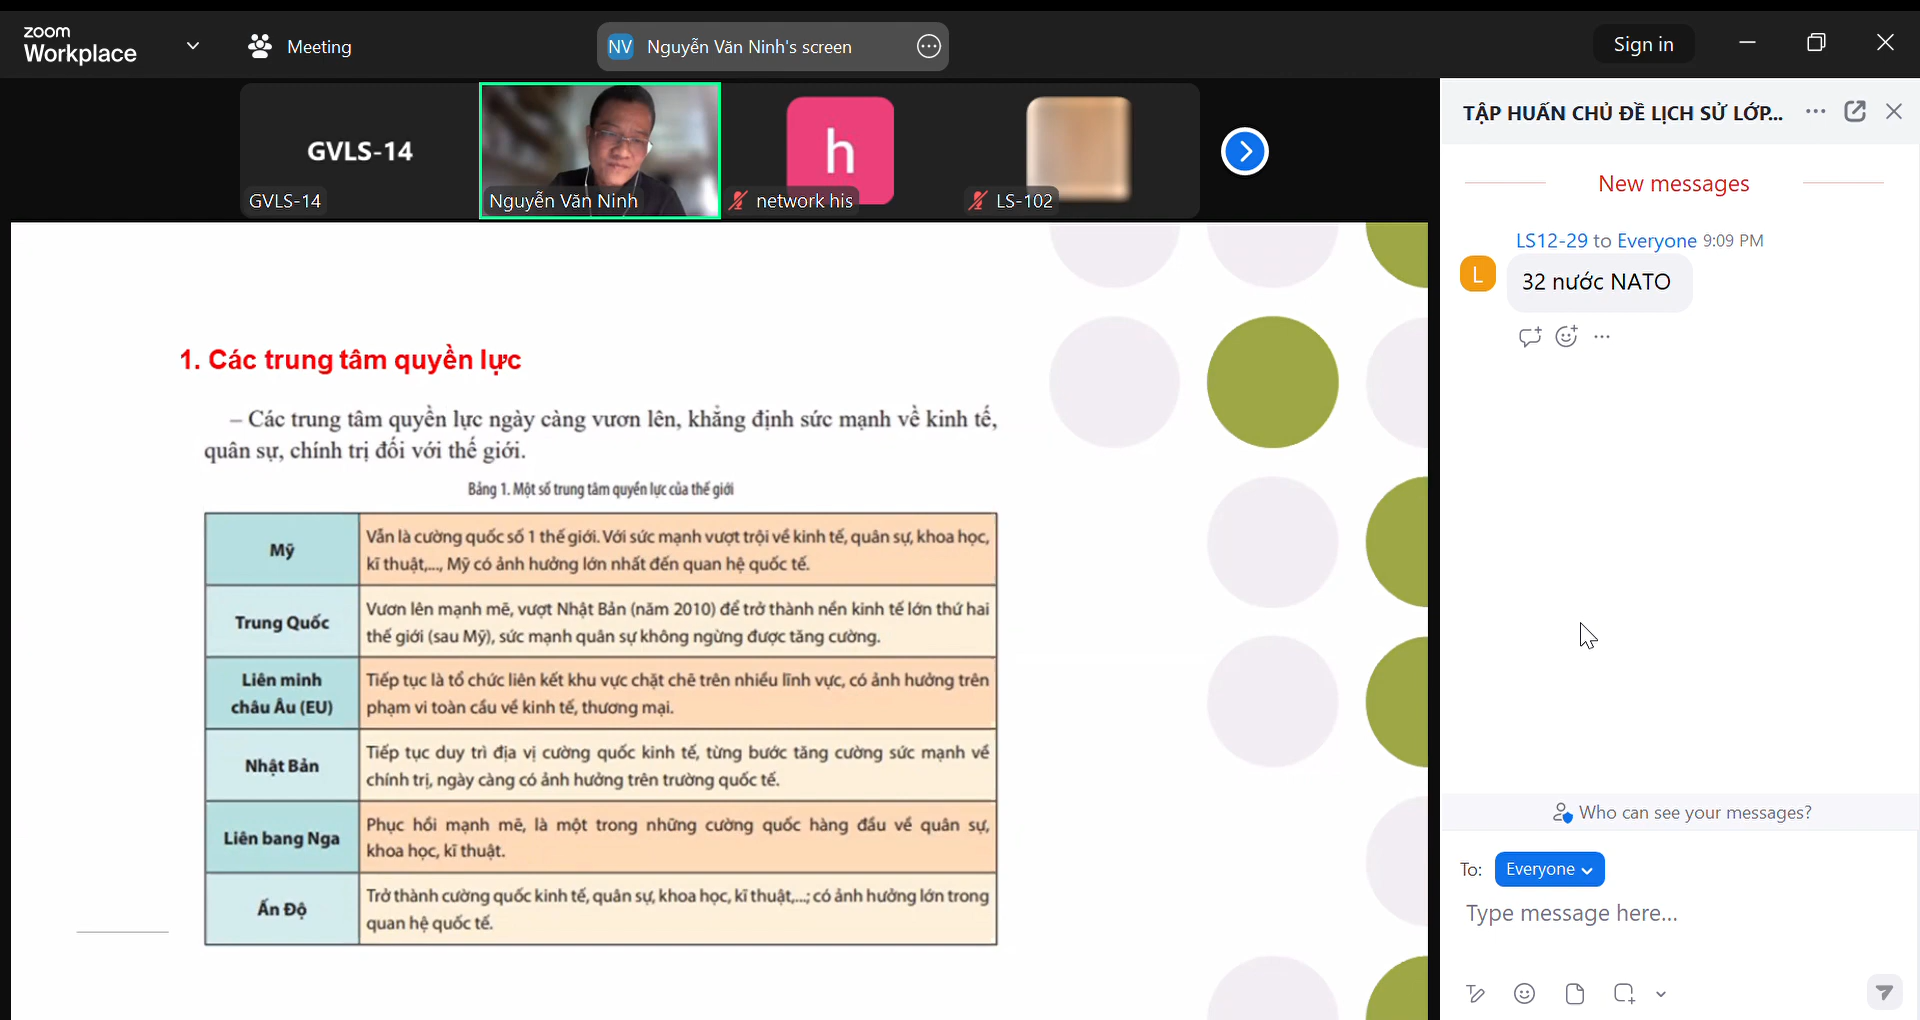 zoom
Workplace
Meeting
NV Nguyễn Văn Ninh's screen
Sign in
GVLS-14
GVLS-14
Nguyễn Văn Ninh
h
network his
LS-102
1. Các trung tâm quyền lực
– Các trung tâm quyền lực ngày càng vươn lên, khẳng định sức mạnh về kinh tế,
quân sự, chính trị đối với thế giới.
Bảng 1. Một số trung tâm quyền lực của thế giới
Mỹ
Vẫn là cường quốc số 1 thế giới. Với sức mạnh vượt trội về kinh tế, quân sự, khoa học,
kĩ thuật,..., Mỹ có ảnh hưởng lớn nhất đến quan hệ quốc tế.
Trung Quốc
Vươn lên mạnh mẽ, vượt Nhật Bản (năm 2010) để trở thành nền kinh tế lớn thứ hai
thế giới (sau Mỹ), sức mạnh quân sự không ngừng được tăng cường.
Liên minh
châu Âu (EU)
Tiếp tục là tổ chức liên kết khu vực chặt chẽ trên nhiều lĩnh vực, có ảnh hưởng trên
phạm vi toàn cầu về kinh tế, thương mại.
Nhật Bản
Tiếp tục duy trì địa vị cường quốc kinh tế, từng bước tăng cường sức mạnh về
chính trị, ngày càng có ảnh hưởng trên trường quốc tế.
Liên bang Nga
Phục hồi mạnh mẽ, là một trong những cường quốc hàng đầu về quân sự,
khoa học, kĩ thuật.
Ấn Độ
Trở thành cường quốc kinh tế, quân sự, khoa học, kĩ thuật,...; có ảnh hưởng lớn trong
quan hệ quốc tế.
TẬP HUẤN CHỦ ĐỀ LỊCH SỬ LỚP...
New messages
LS12-29 to Everyone 9:09 PM
L
32 nước NATO
Who can see your messages?
To: Everyone
Type message here...